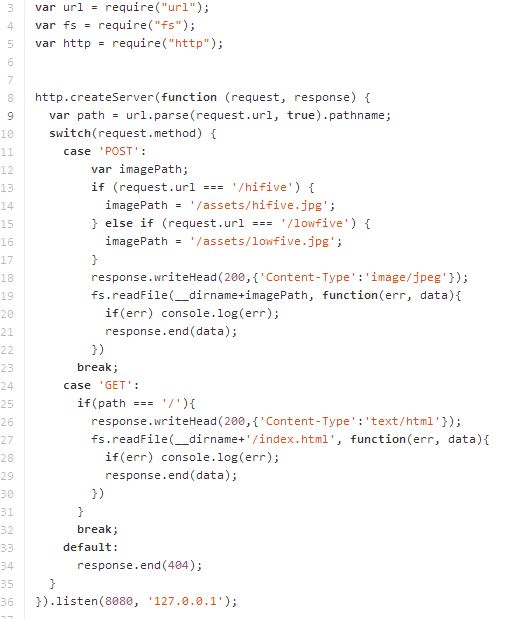 3 var url = require("url");
4 var fs = require("fs");
5 var http = require("http");
6
7
8 http.createServer(function (request, response) {
9   var path = url.parse(request.url, true).pathname;
10   switch(request.method) {
11     case 'POST':
12         var imagePath;
13         if (request.url === '/hifive') {
14           imagePath = '/assets/hifive.jpg';
15         } else if (request.url === '/lowfive') {
16           imagePath = '/assets/lowfive.jpg';
17         }
18         response.writeHead(200,{'Content-Type':'image/jpeg'});
19         fs.readFile(__dirname+imagePath, function(err, data){
20           if(err) console.log(err);
21           response.end(data);
22         })
23       break;
24     case 'GET':
25       if(path === '/'){
26         response.writeHead(200,{'Content-Type':'text/html'});
27         fs.readFile(__dirname+'/index.html', function(err, data){
28           if(err) console.log(err);
29           response.end(data);
30         })
31       }
32       break;
33     default:
34       response.end(404);
35   }
36 }).listen(8080, '127.0.0.1');